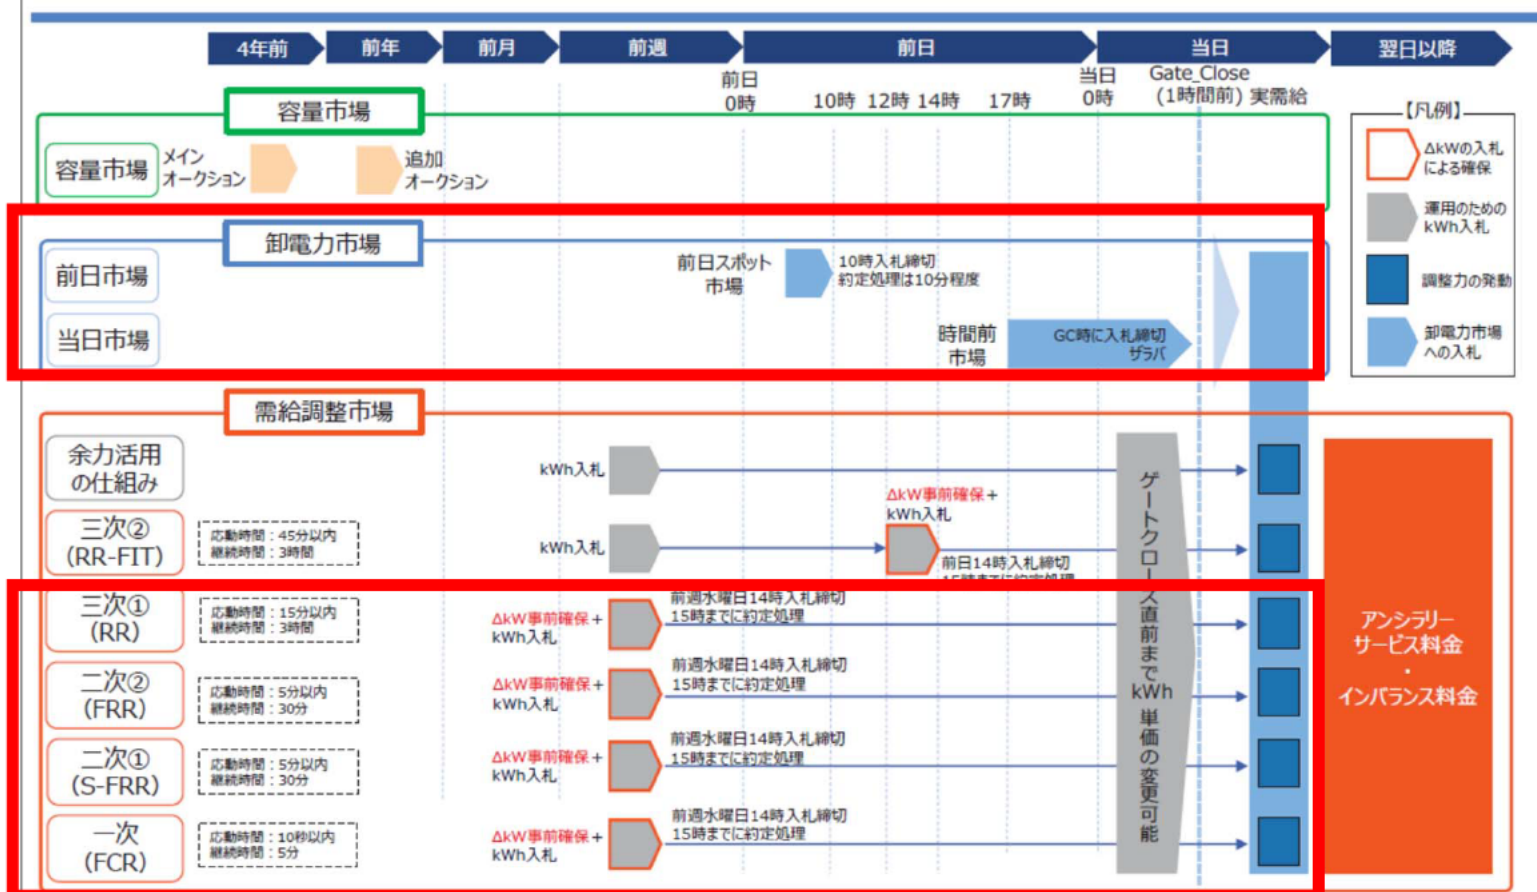 4年前
前年
前月
前週
前日
当日
翌日以降
前日
0時
10時
12時
14時
17時
当日
0時
Gate_Close
(1時間前)
実需給
容量市場
容量市場
メイン
オークション
追加
オークション
【凡例】
ΔkWの入札
による確保
運用のための
kWh入札
調整力の発動
卸電力市場
への入札
卸電力市場
前日市場
前日スポット
市場
10時入札締切
約定処理は10分程度
当日市場
時間前
市場
GC時に入札締切
ザラバ
需給調整市場
余力活用
の仕組み
kWh入札
三次②
(RR-FIT)
応動時間:45分以内
継続時間:3時間
kWh入札
ΔkW事前確保+
kWh入札
前日14時入札締切
15時までに約定処理
三次①
(RR)
応動時間:15分以内
継続時間:3時間
ΔkW事前確保+
kWh入札
前週水曜日14時入札締切
15時までに約定処理
二次②
(FRR)
応動時間:5分以内
継続時間:30分
ΔkW事前確保+
kWh入札
前週水曜日14時入札締切
15時までに約定処理
二次①
(S-FRR)
応動時間:5分以内
継続時間:30分
ΔkW事前確保+
kWh入札
前週水曜日14時入札締切
15時までに約定処理
一次
(FCR)
応動時間:10秒以内
継続時間:5分
ΔkW事前確保+
kWh入札
前週水曜日14時入札締切
15時までに約定処理
ゲートクローズ直前までkWh単価の変更可能
アンシラリー
サービス料金
・
インバランス料金